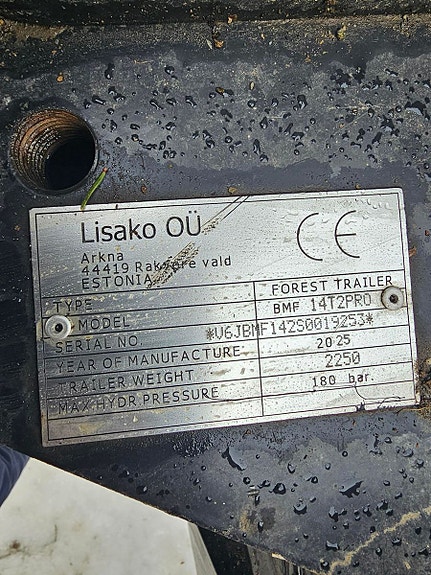 Lisako OÜ
CE
Arkna
44419 Rakvere vald
ESTONIA
TYPE FOREST TRAILER
MODEL BMF 14T2PRO
SERIAL NO. *V6JBMF142S0019253*
YEAR OF MANUFACTURE 2025
TRAILER WEIGHT 2250
MAX HYDR PRESSURE 180 bar.